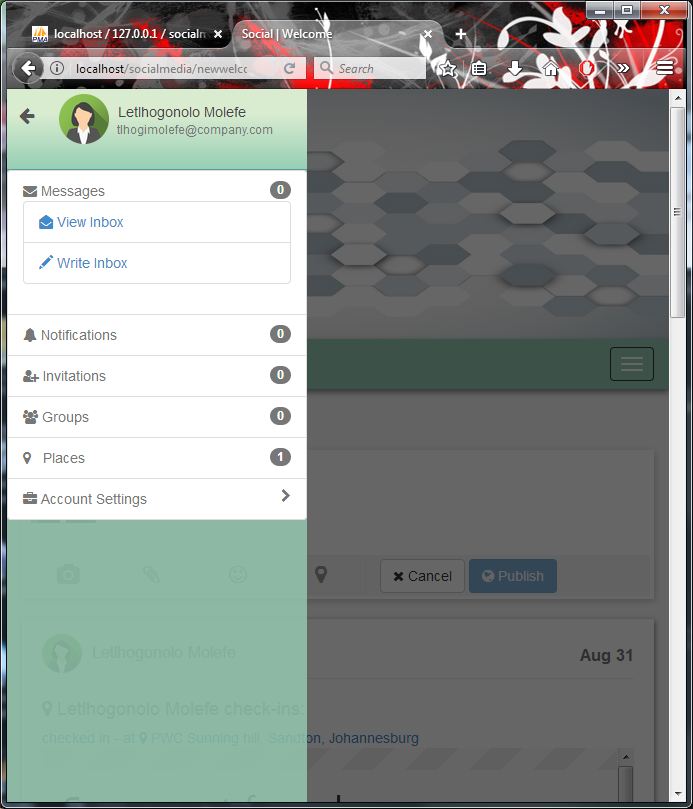 localhost / 127.0.0.1 / socialn
Social | Welcome
localhost/socialmedia/newwelco
Search
Letlhogonolo Molefe
tlhogimolefe@company.com
Messages 0
View Inbox
Write Inbox
Notifications 0
Invitations 0
Groups 0
Places 1
Account Settings
Cancel Publish
Letlhogonolo Molefe Aug 31
Letlhogonolo Molefe check-ins:
checked in - at PWC Sunning hill, Sandton, Johannesburg